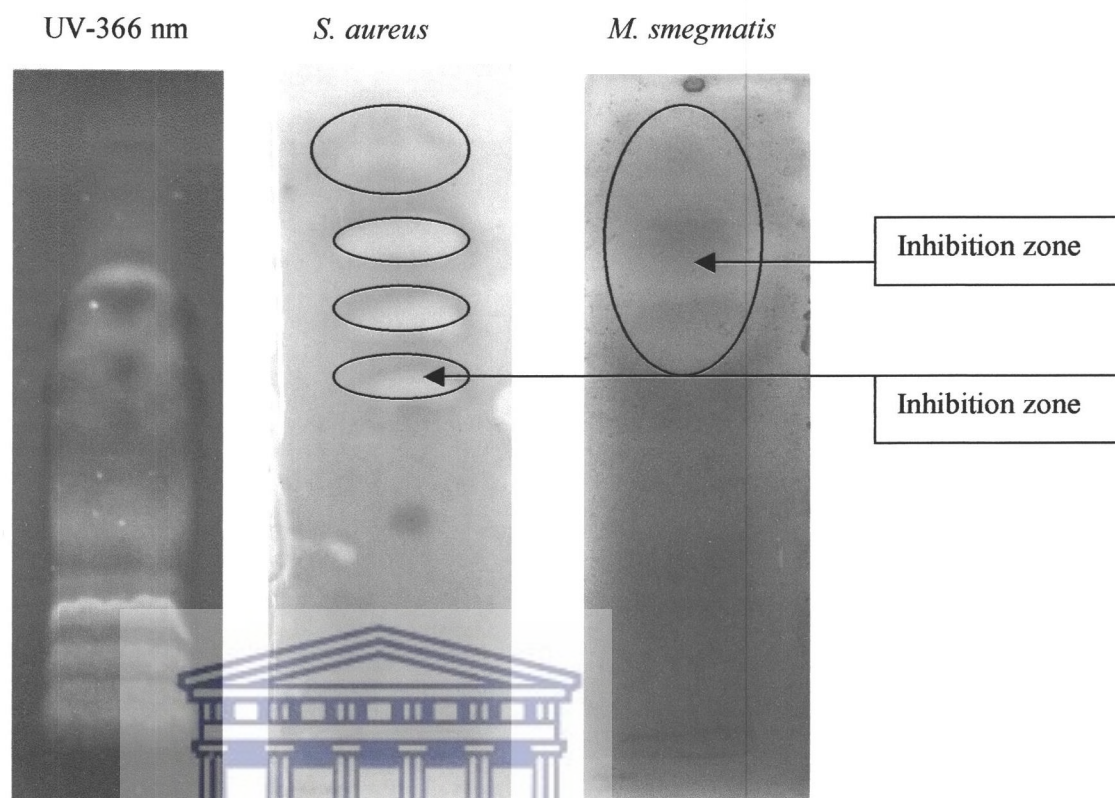 UV-366 nm
S. aureus
M. smegmatis
Inhibition zone
Inhibition zone